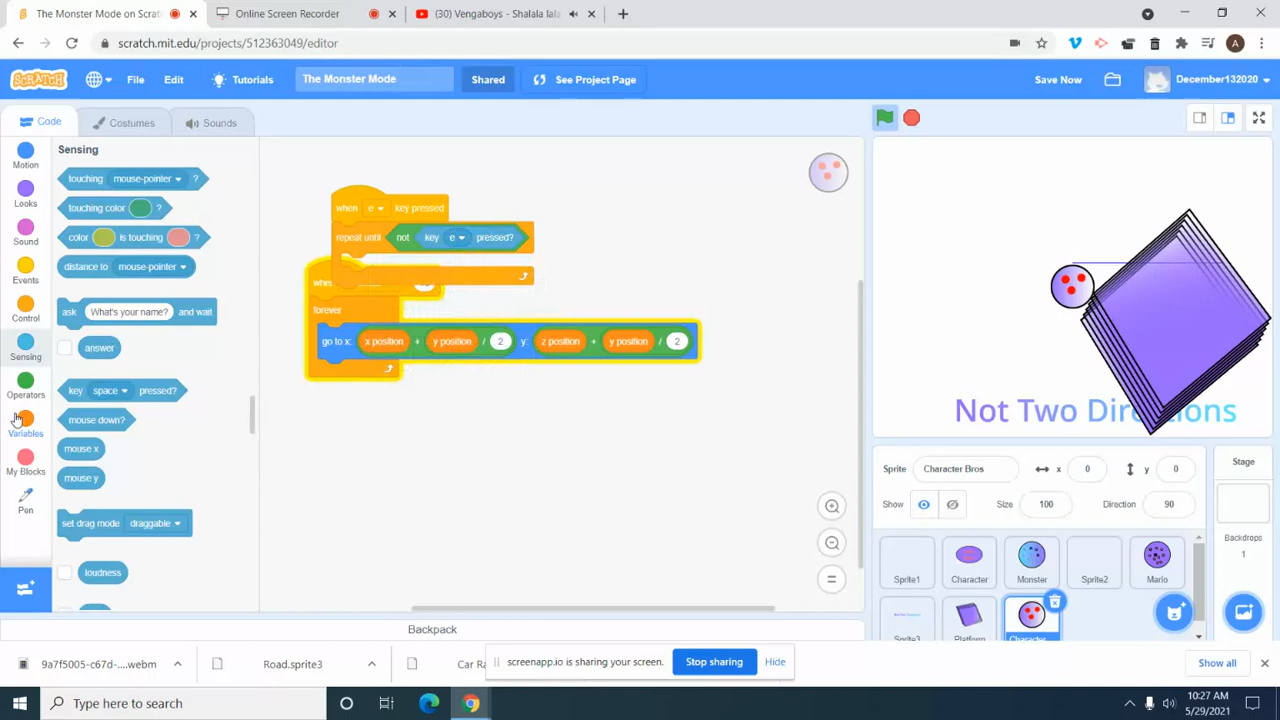 The Monster Mode on Scratc
Online Screen Recorder
(30) Vengaboys - Shalala lala
scratch.mit.edu/projects/512363049/editor
A
SCRATCH
File
Edit
Tutorials
The Monster Mode
Shared
See Project Page
Save Now
December132020
Code
Costumes
Sounds
Motion
Looks
Sound
Events
Control
Sensing
Operators
Variables
My Blocks
Pen
Sensing
touching mouse-pointer ?
touching color ?
color is touching ?
distance to mouse-pointer
ask What's your name? and wait
answer
key space pressed?
mouse down?
mouse x
mouse y
set drag mode draggable
loudness
when e key pressed
repeat until not key e pressed?
forever
go to x: x position + y position / 2 y: z position + y position / 2
Not Two Directions
Sprite Character Bros x 0 y 0
Show Size 100 Direction 90
Stage
Backdrops
1
Sprite1
Character
Monster
Sprite2
Mario
Sprite3
Platform
Character
Backpack
9a7f5005-c67d-....webm
Road.sprite3
Car Ra
screenapp.io is sharing your screen.
Stop sharing
Hide
Show all
Type here to search
10:27 AM
5/29/2021